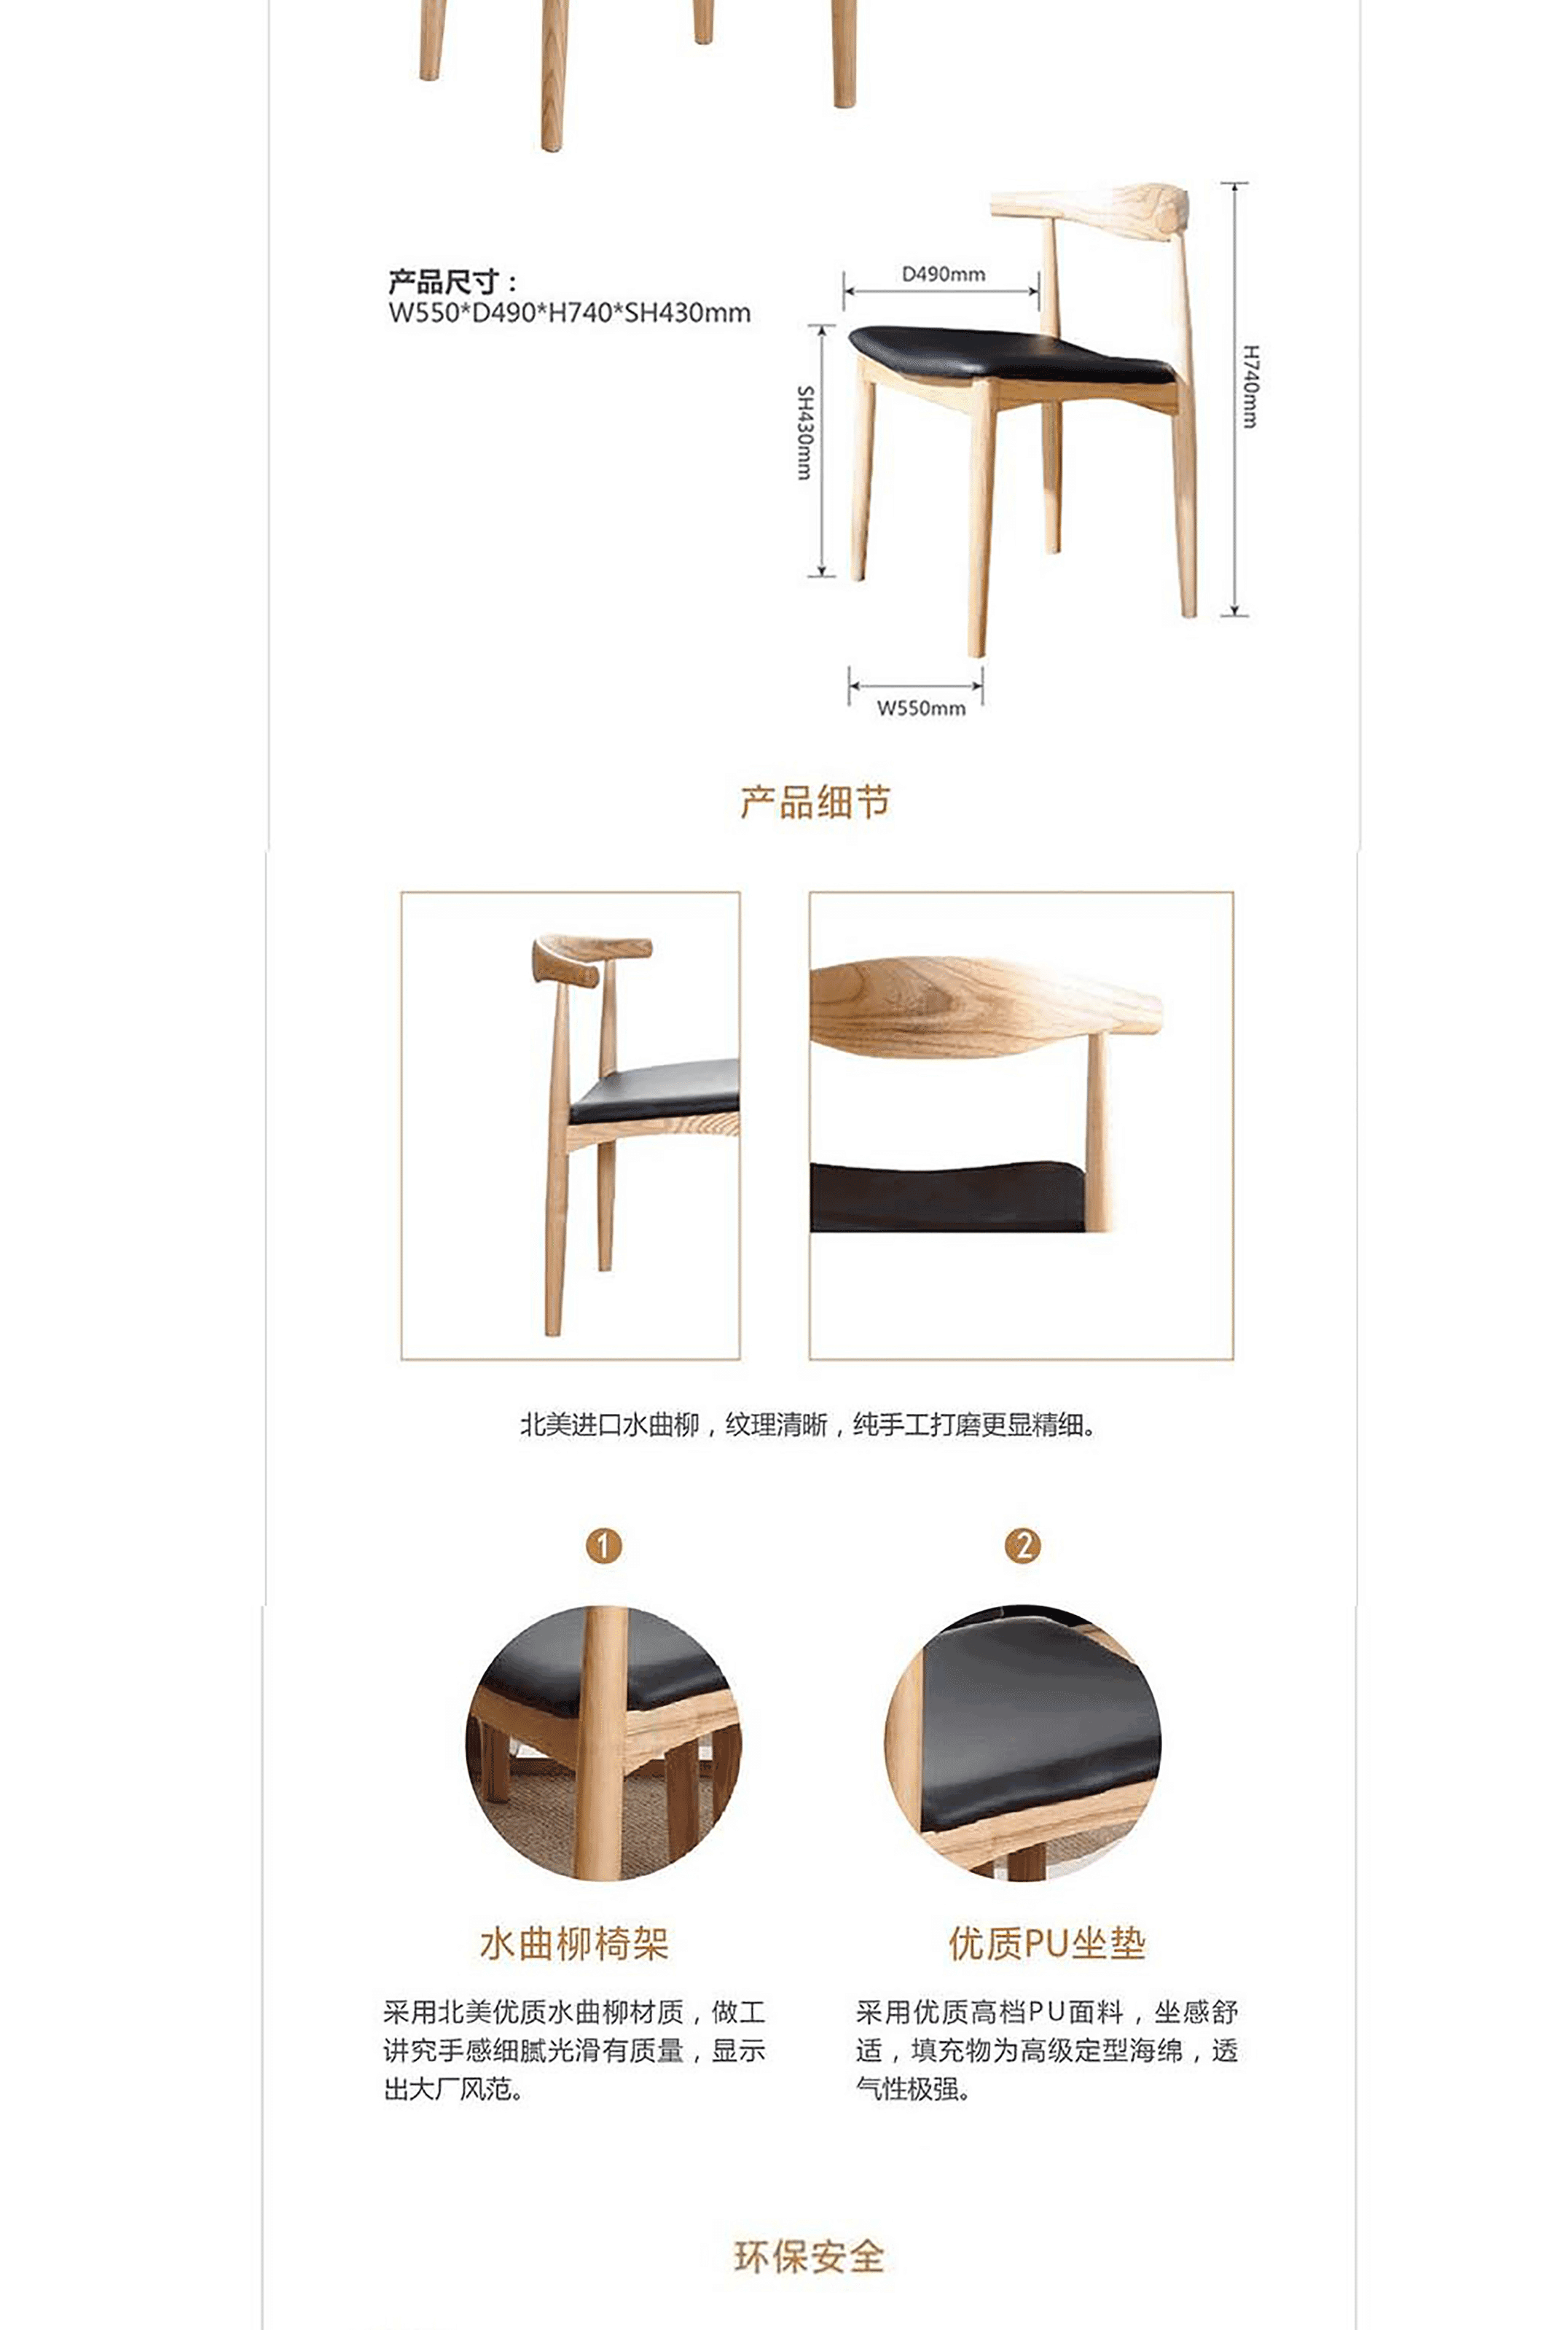 产品尺寸：
W550*D490*H740*SH430mm
D490mm
SH430mm
H740mm
W550mm
产品细节
北美进口水曲柳，纹理清晰，纯手工打磨更显精细。
1
2
水曲柳椅架
采用北美优质水曲柳材质，做工
讲究手感细腻光滑有质量，显示
出大厂风范。
优质PU坐垫
采用优质高档PU面料，坐感舒
适，填充物为高级定型海绵，透
气性极强。
环保安全